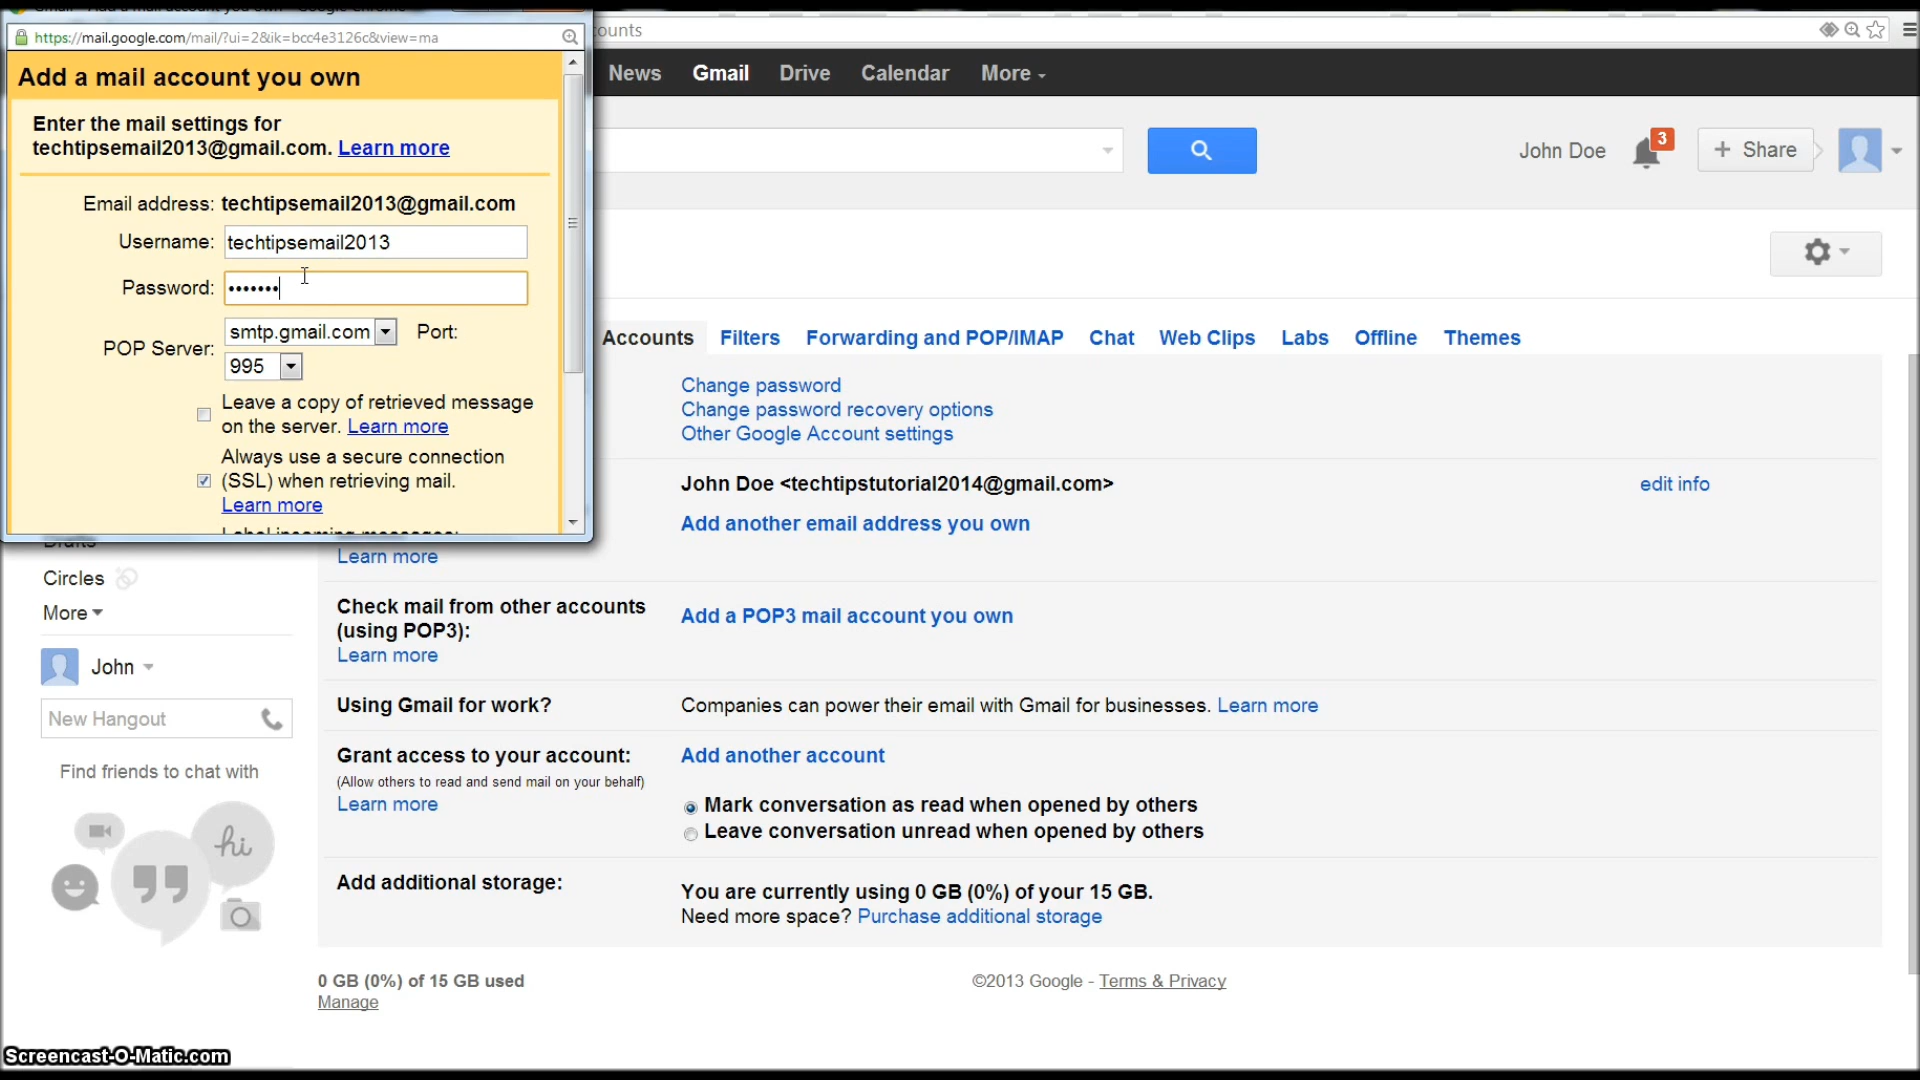 https://mail.google.com/mail/?ui=2&ik=bcc4e3126c&view=ma
Add a mail account you own
Enter the mail settings for
techtipsemail2013@gmail.com. Learn more
Email address: techtipsemail2013@gmail.com
Username: techtipsemail2013
Password: •••••••
POP Server: smtp.gmail.com Port:
995
Leave a copy of retrieved message
on the server. Learn more
Always use a secure connection
(SSL) when retrieving mail.
Learn more
Label incoming messages:
ounts
News Gmail Drive Calendar More
John Doe 3 + Share
Accounts Filters Forwarding and POP/IMAP Chat Web Clips Labs Offline Themes
Change password
Change password recovery options
Other Google Account settings
John Doe <techtipstutorial2014@gmail.com> edit info
Add another email address you own
Learn more
Check mail from other accounts
(using POP3):
Learn more
Add a POP3 mail account you own
Using Gmail for work? Companies can power their email with Gmail for businesses. Learn more
Grant access to your account: Add another account
(Allow others to read and send mail on your behalf)
Learn more
Mark conversation as read when opened by others
Leave conversation unread when opened by others
Add additional storage: You are currently using 0 GB (0%) of your 15 GB.
Need more space? Purchase additional storage
0 GB (0%) of 15 GB used
Manage
©2013 Google - Terms & Privacy
Drafts
Circles
More
John
New Hangout
Find friends to chat with
hi
Screencast-O-Matic.com